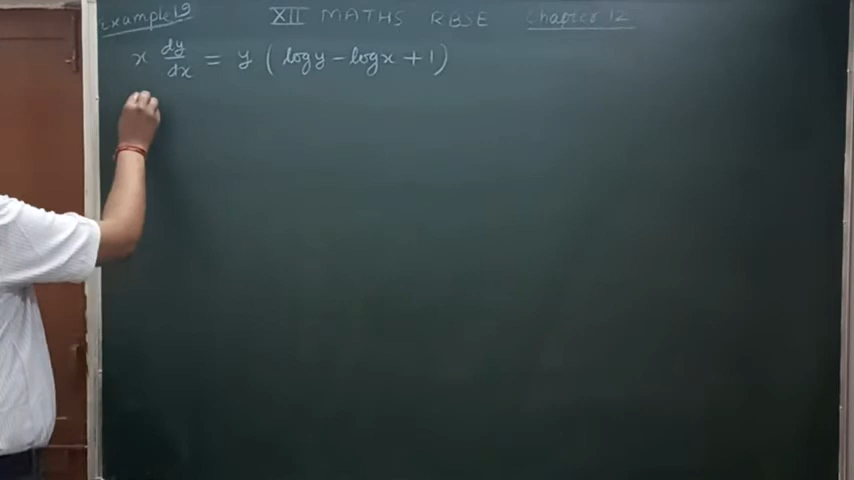 Example 19 XII MATHS RBSE Chapter 12
x dy/dx = y ( log y - log x + 1 )